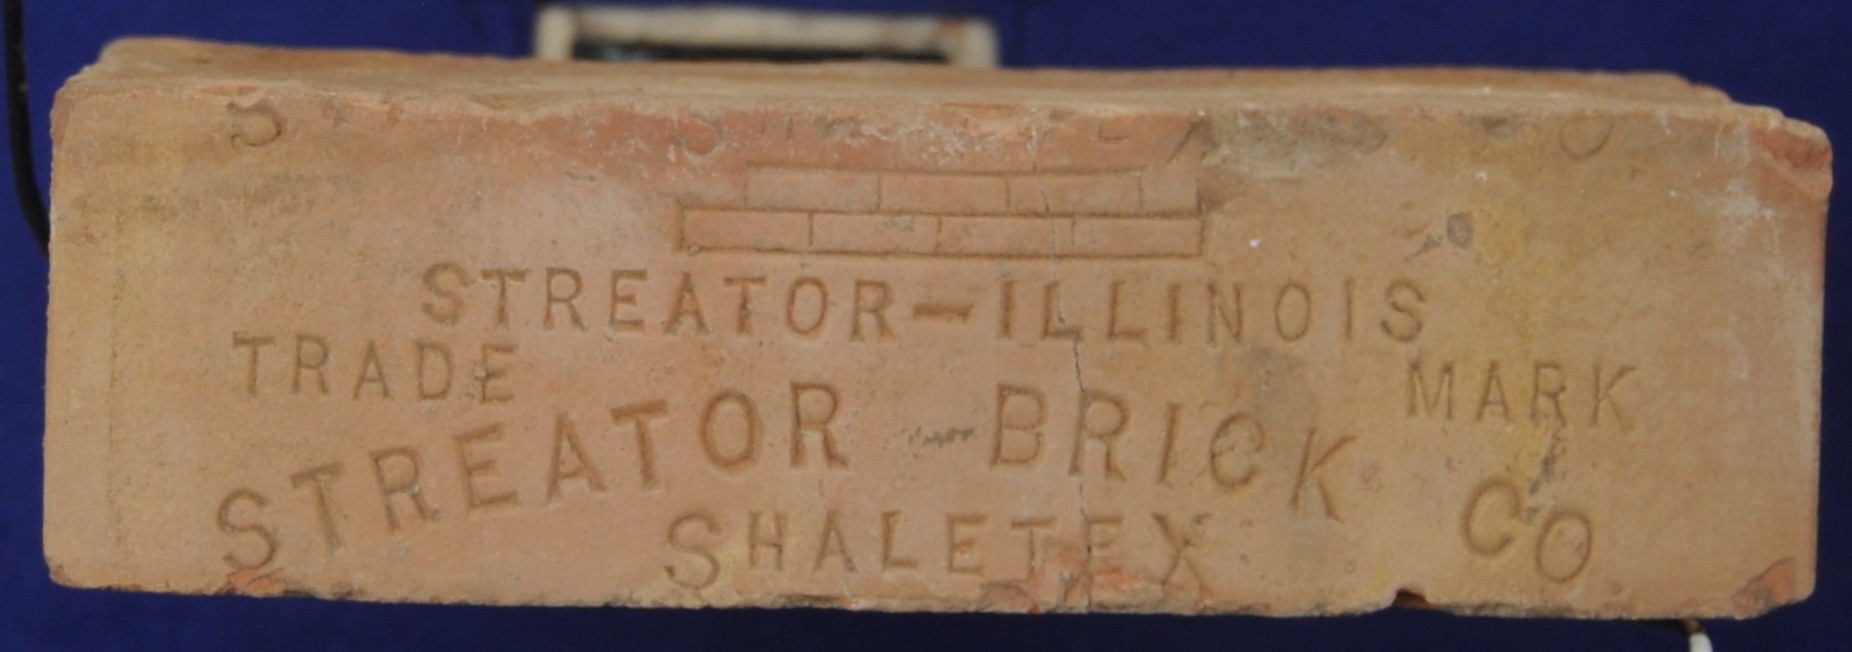 STREATOR-ILLINOIS
TRADE MARK
STREATOR BRICK CO
SHALETEX